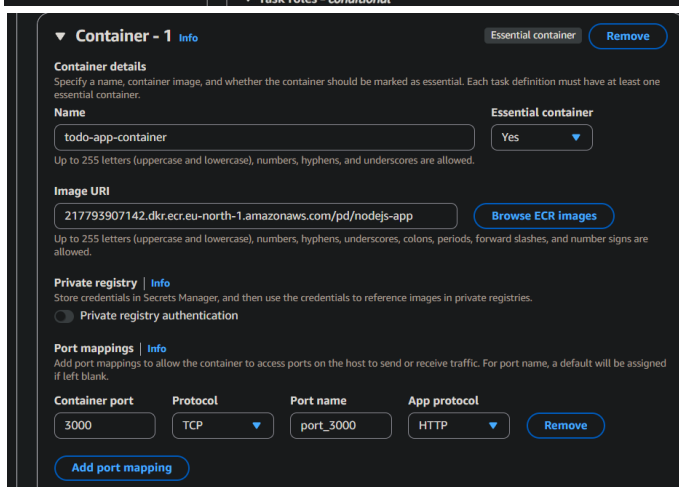 Task roles - conditional
▼ Container - 1 Info
Essential container
Remove
Container details
Specify a name, container image, and whether the container should be marked as essential. Each task definition must have at least one
essential container.
Name
Essential container
todo-app-container
Yes
Up to 255 letters (uppercase and lowercase), numbers, hyphens, and underscores are allowed.
Image URI
217793907142.dkr.ecr.eu-north-1.amazonaws.com/pd/nodejs-app
Browse ECR images
Up to 255 letters (uppercase and lowercase), numbers, hyphens, underscores, colons, periods, forward slashes, and number signs are
allowed.
Private registry | Info
Store credentials in Secrets Manager, and then use the credentials to reference images in private registries.
Private registry authentication
Port mappings | Info
Add port mappings to allow the container to access ports on the host to send or receive traffic. For port name, a default will be assigned
if left blank.
Container port
Protocol
Port name
App protocol
3000
TCP
port_3000
HTTP
Remove
Add port mapping